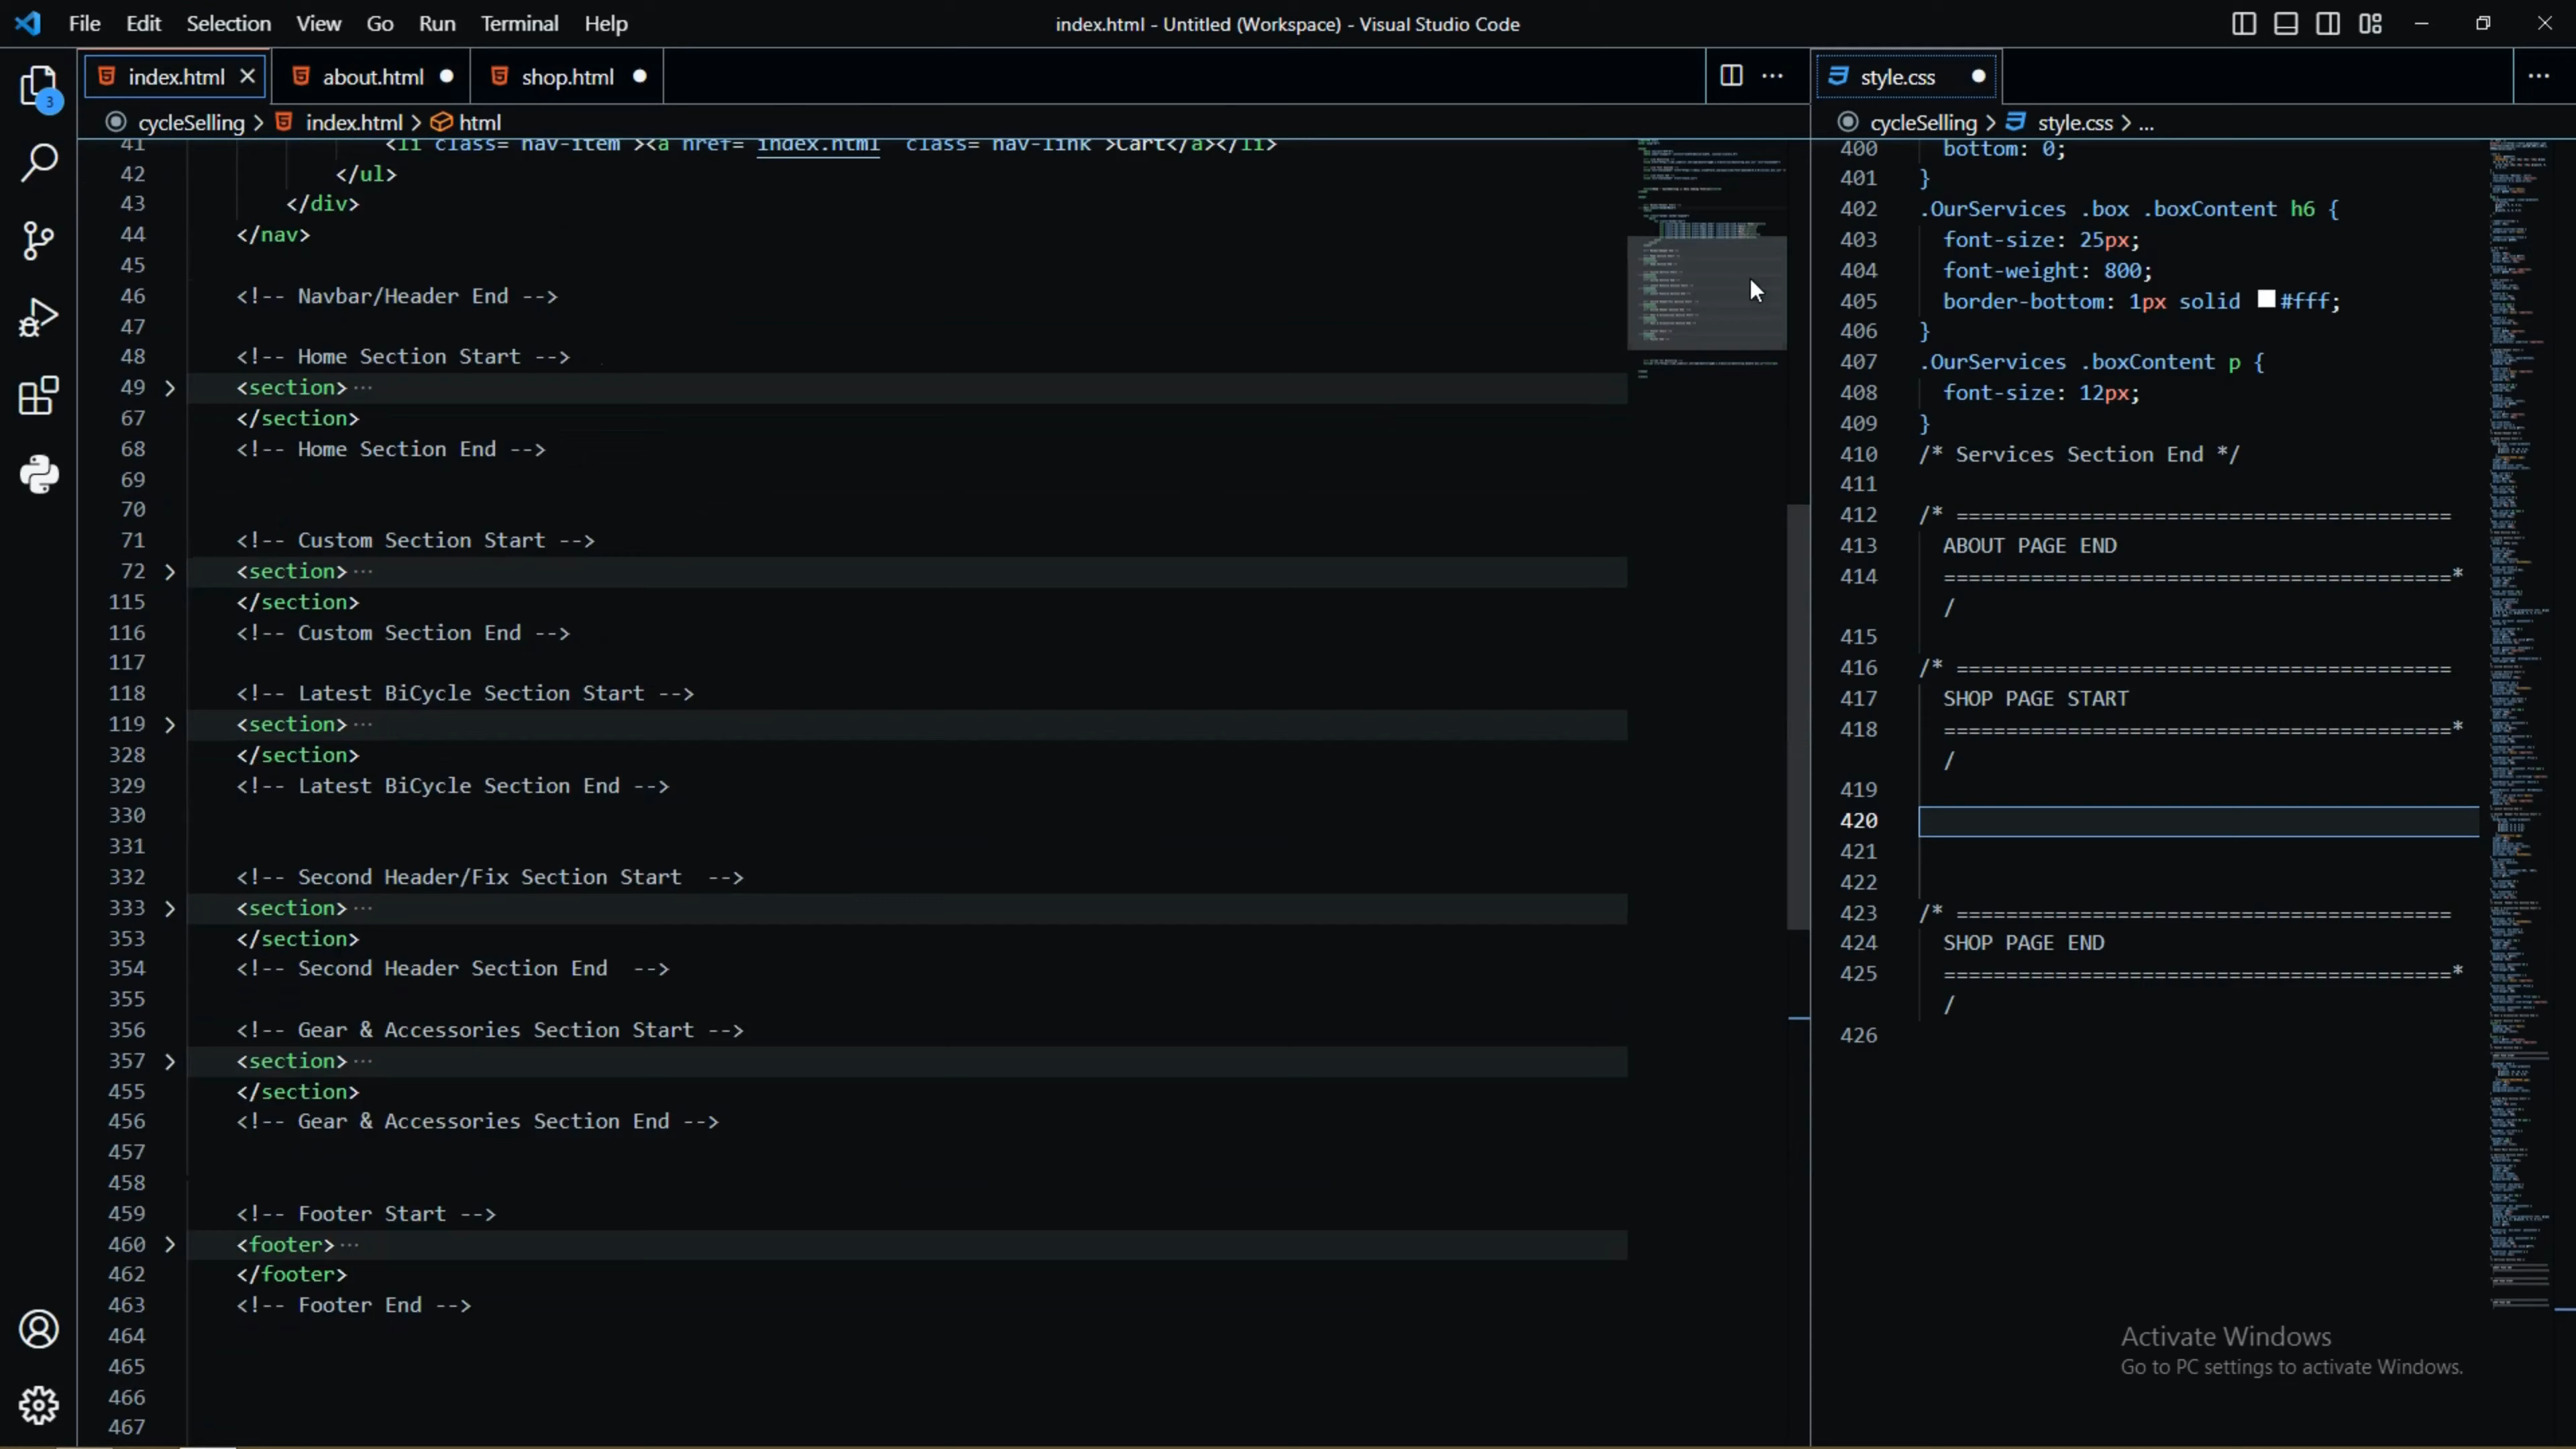 File Edit Selection View Go Run Terminal Help
index.html - Untitled (Workspace) - Visual Studio Code
index.html
about.html
shop.html
cycleSelling > index.html > html
3
41 <li class="nav-item"><a href="index.html" class="nav-link">Cart</a></li>
42 </ul>
43 </div>
44 </nav>
45
46 <!-- Navbar/Header End -->
47
48 <!-- Home Section Start -->
49 <section>···
67 </section>
68 <!-- Home Section End -->
69
70
71 <!-- Custom Section Start -->
72 <section>···
115 </section>
116 <!-- Custom Section End -->
117
118 <!-- Latest BiCycle Section Start -->
119 <section>···
328 </section>
329 <!-- Latest BiCycle Section End -->
330
331
332 <!-- Second Header/Fix Section Start  -->
333 <section>···
353 </section>
354 <!-- Second Header Section End  -->
355
356 <!-- Gear & Accessories Section Start -->
357 <section>···
455 </section>
456 <!-- Gear & Accessories Section End -->
457
458
459 <!-- Footer Start -->
460 <footer>···
462 </footer>
463 <!-- Footer End -->
464
465
466
467
style.css
cycleSelling > style.css > ...
400 bottom: 0;
401 }
402 .OurServices .box .boxContent h6 {
403 font-size: 25px;
404 font-weight: 800;
405 border-bottom: 1px solid #fff;
406 }
407 .OurServices .boxContent p {
408 font-size: 12px;
409 }
410 /* Services Section End */
411
412 /* ========================================
413 ABOUT PAGE END
414 =========================================*
/
415
416 /* ========================================
417 SHOP PAGE START
418 =========================================*
/
419
420
421
422
423 /* ========================================
424 SHOP PAGE END
425 =========================================*
/
426
Activate Windows
Go to PC settings to activate Windows.